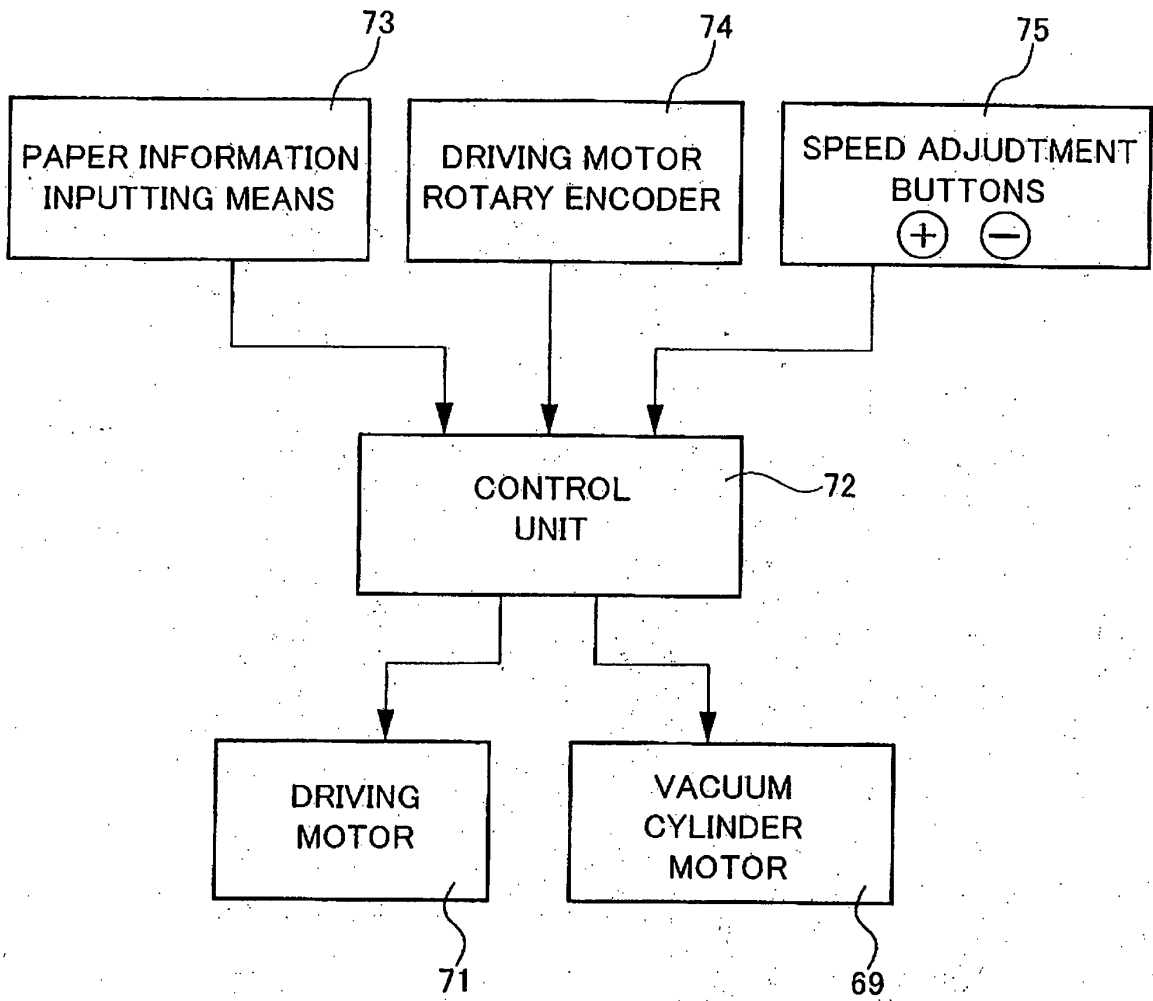 73
74
75
PAPER INFORMATION
INPUTTING MEANS
DRIVING MOTOR
ROTARY ENCODER
SPEED ADJUDTMENT
BUTTONS
+ −
CONTROL
UNIT
72
DRIVING
MOTOR
VACUUM
CYLINDER
MOTOR
71
69